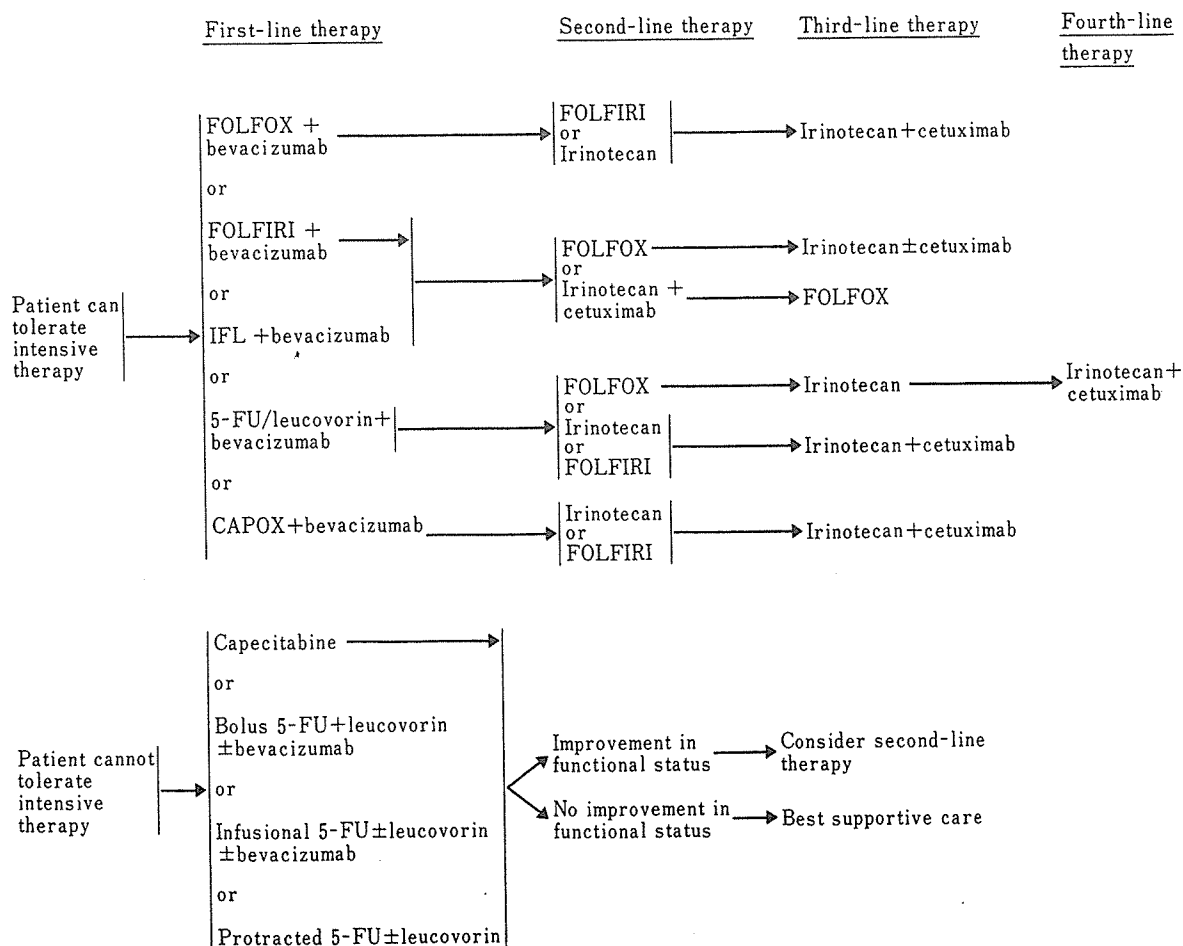 First-line therapy
Second-line therapy
Third-line therapy
Fourth-line
therapy
Patient can
tolerate
intensive
therapy
FOLFOX +
bevacizumab
or
FOLFIRI +
bevacizumab
or
IFL +bevacizumab
or
5-FU/leucovorin+
bevacizumab
or
CAPOX+bevacizumab
FOLFIRI
or
Irinotecan
Irinotecan+cetuximab
FOLFOX
or
Irinotecan +
cetuximab
Irinotecan±cetuximab
FOLFOX
FOLFOX
or
Irinotecan
or
FOLFIRI
Irinotecan
Irinotecan+
cetuximab
Irinotecan+cetuximab
Irinotecan
or
FOLFIRI
Irinotecan+cetuximab
Patient cannot
tolerate
intensive
therapy
Capecitabine
or
Bolus 5-FU+leucovorin
±bevacizumab
or
Infusional 5-FU±leucovorin
±bevacizumab
or
Protracted 5-FU±leucovorin
Improvement in
functional status
Consider second-line
therapy
No improvement in
functional status
Best supportive care